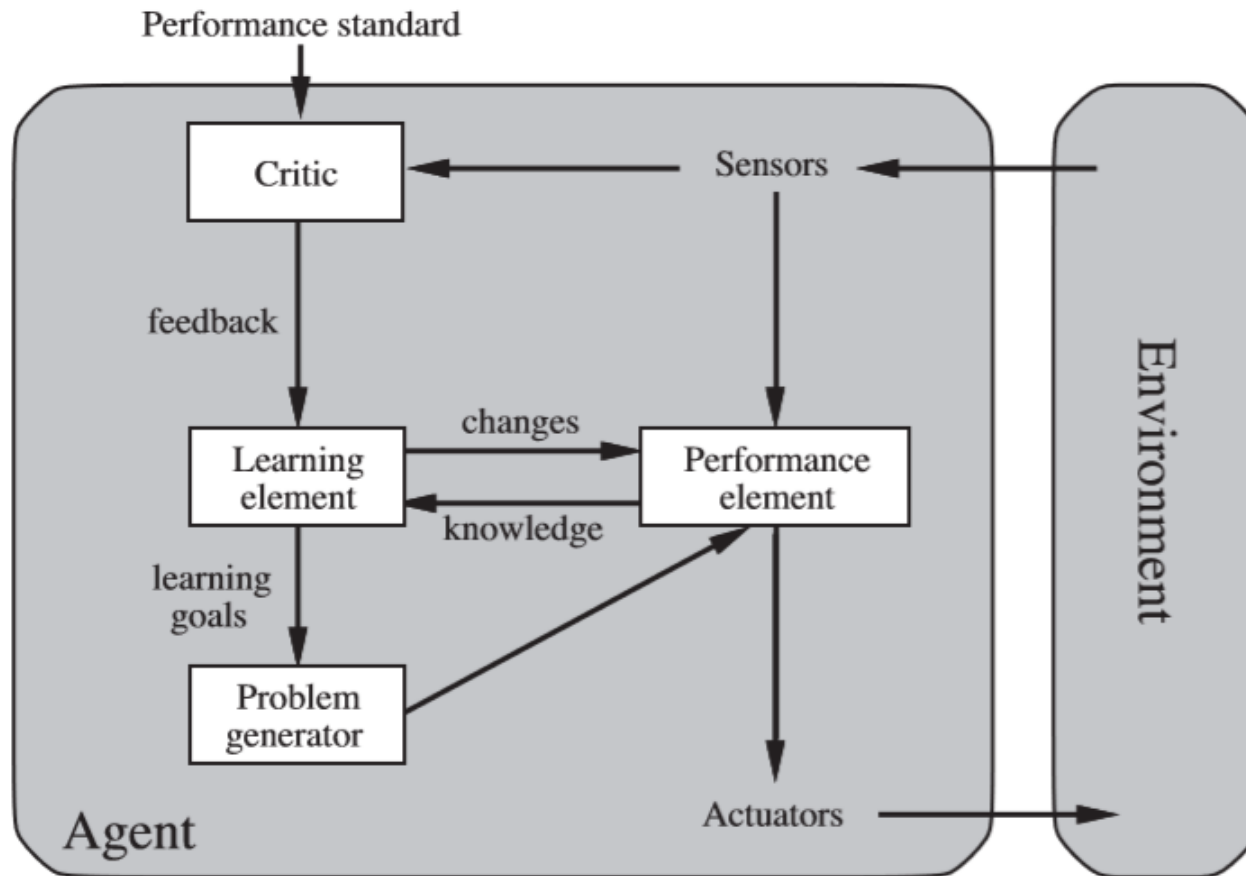 Performance standard
Critic
Sensors
feedback
changes
Learning
element
Performance
element
knowledge
learning
goals
Problem
generator
Actuators
Agent
Environment